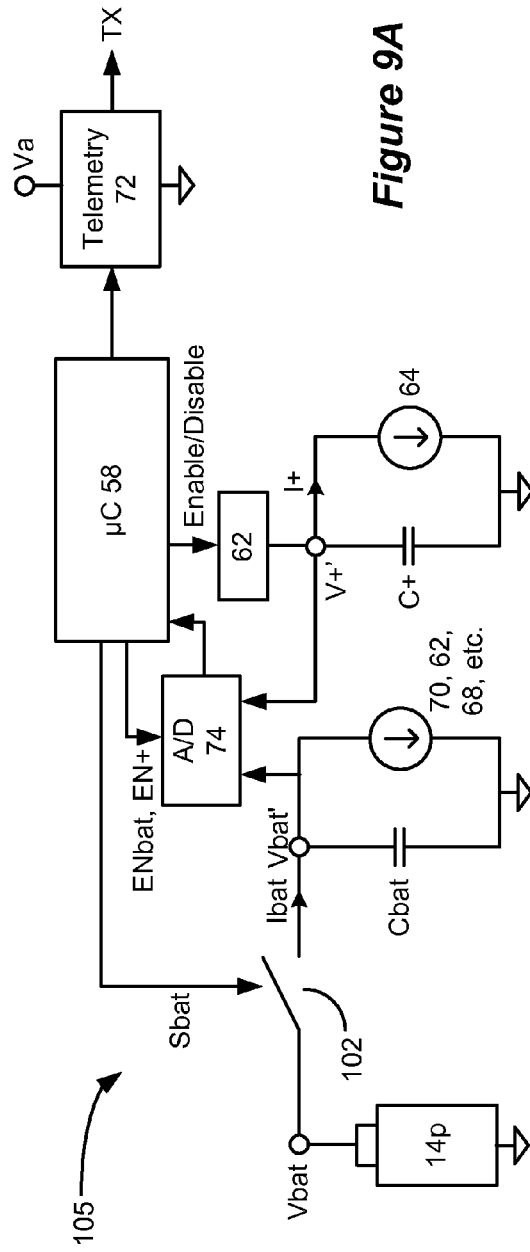 105
Sbat
ENbat, EN+
µC 58
Enable/Disable
Va
Telemetry
72
TX
A/D
74
62
Vbat
Ibat
Vbat'
V+'
I+
102
14p
Cbat
70, 62,
68, etc.
C+
64
Figure 9A